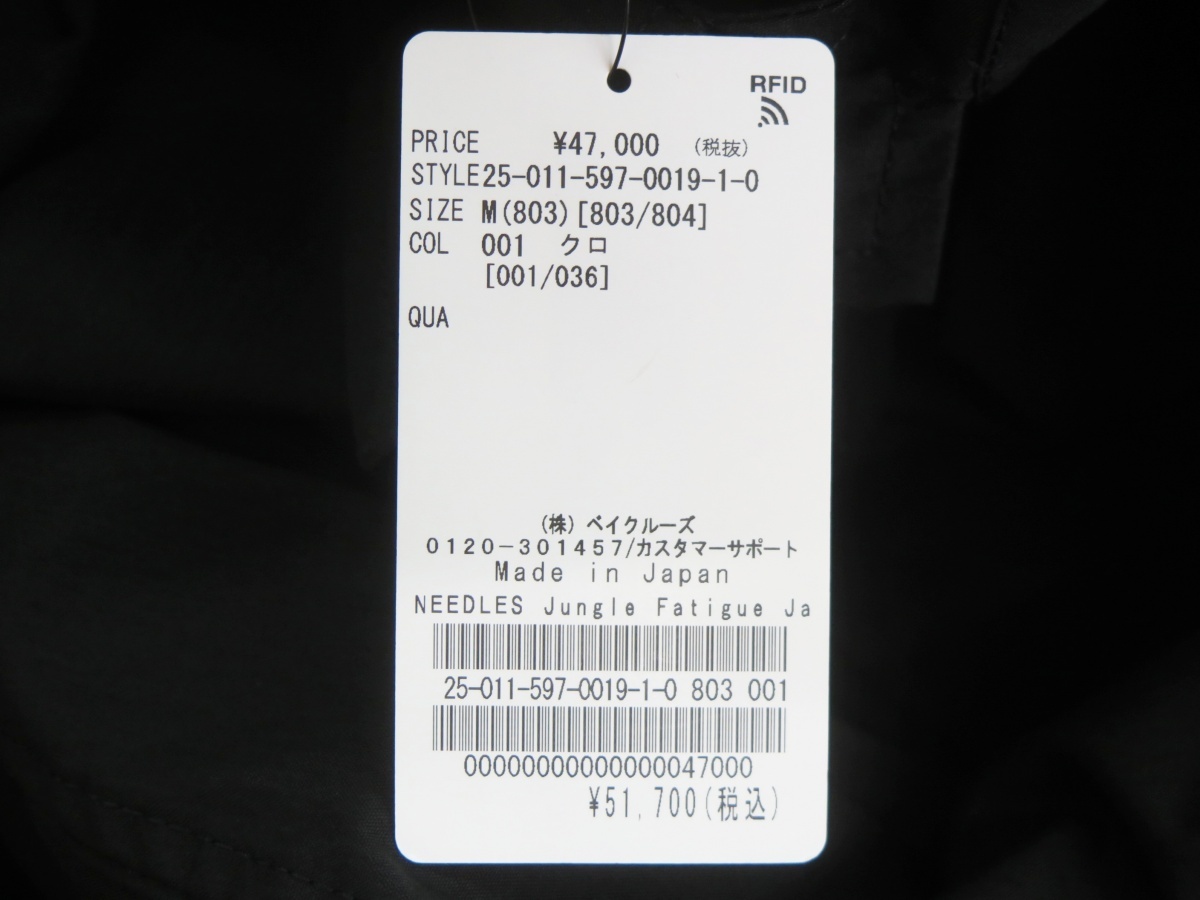 RFID
PRICE ¥47,000 (税抜)
STYLE25-011-597-0019-1-0
SIZE M(803)[803/804]
COL 001 クロ
[001/036]
QUA
(株) ベイクルーズ
0120-301457/カスタマーサポート
Made in Japan
NEEDLES Jungle Fatigue Ja
25-011-597-0019-1-0 803 001
00000000000000047000
¥51,700(税込)